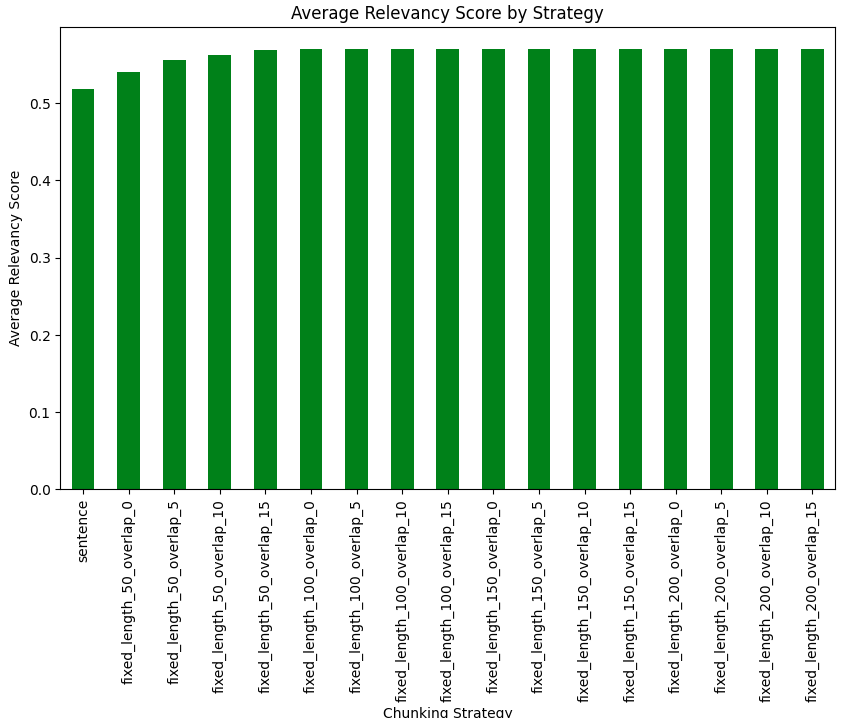 Average Relevancy Score by Strategy
Average Relevancy Score
0.5
0.4
0.3
0.2
0.1
0.0
sentence
fixed_length_50_overlap_0
fixed_length_50_overlap_5
fixed_length_50_overlap_10
fixed_length_50_overlap_15
fixed_length_100_overlap_0
fixed_length_100_overlap_5
fixed_length_100_overlap_10
fixed_length_100_overlap_15
fixed_length_150_overlap_0
fixed_length_150_overlap_5
fixed_length_150_overlap_10
fixed_length_150_overlap_15
fixed_length_200_overlap_0
fixed_length_200_overlap_5
fixed_length_200_overlap_10
fixed_length_200_overlap_15
Chunking Strategy